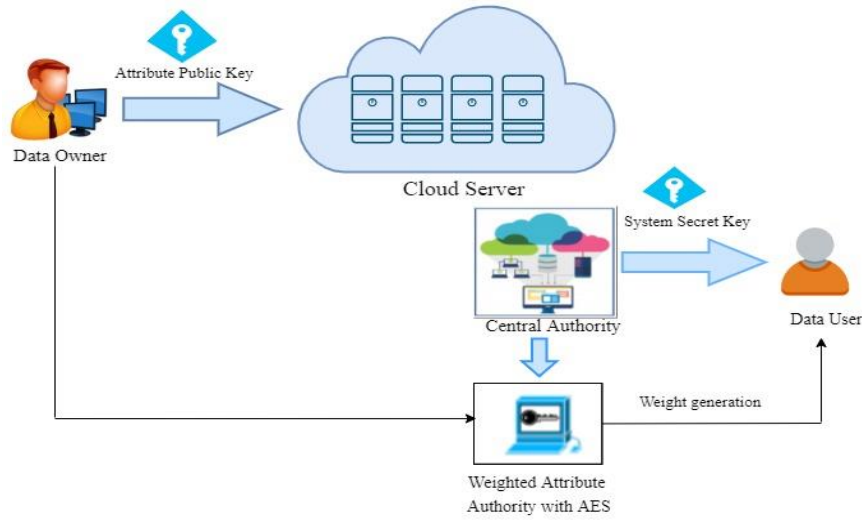 Attribute Public Key
Data Owner
Cloud Server
System Secret Key
Central Authority
Data User
Weight generation
Weighted Attribute
Authority with AES